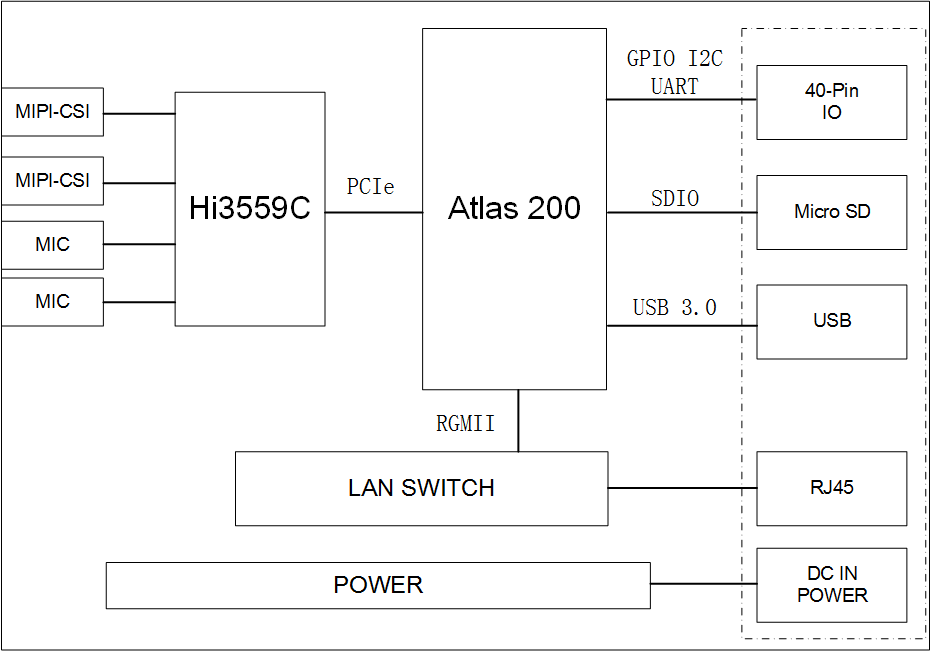 GPIO I2C
UART
40-Pin
IO
MIPI-CSI
MIPI-CSI
MIC
MIC
Hi3559C
PCIe
Atlas 200
SDIO
Micro SD
USB 3.0
USB
RGMII
LAN SWITCH
RJ45
POWER
DC IN
POWER